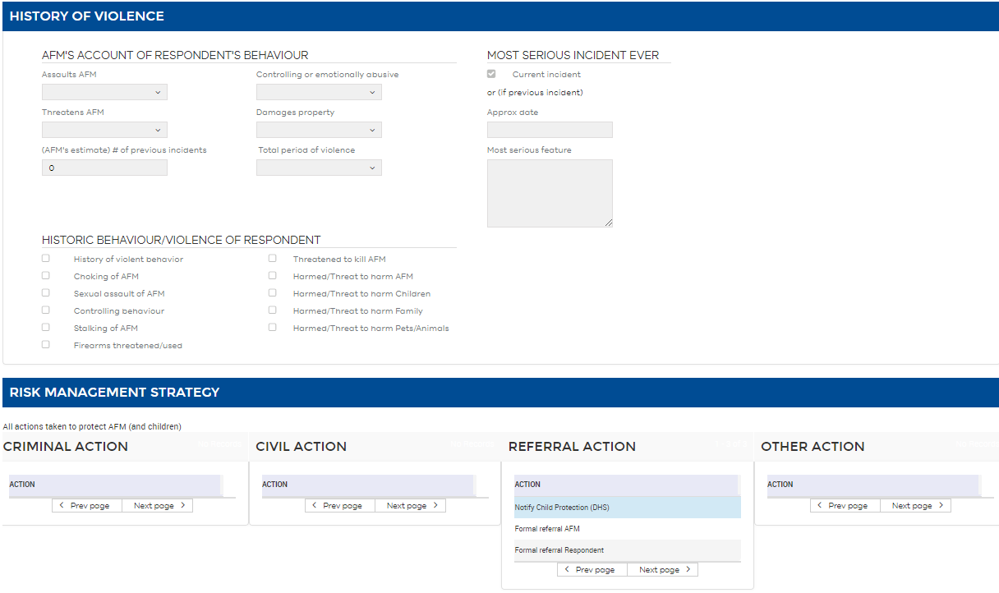 HISTORY OF VIOLENCE
AFM'S ACCOUNT OF RESPONDENT'S BEHAVIOUR
MOST SERIOUS INCIDENT EVER
Assaults AFM
Controlling or emotionally abusive
Current incident
or (if previous incident)
Threatens AFM
Damages property
Approx date
(AFM's estimate) # of previous incidents
Total period of violence
Most serious feature
0
HISTORIC BEHAVIOUR/VIOLENCE OF RESPONDENT
History of violent behavior
Threatened to kill AFM
Choking of AFM
Harmed/Threat to harm AFM
Sexual assault of AFM
Harmed/Threat to harm Children
Controlling behaviour
Harmed/Threat to harm Family
Stalking of AFM
Harmed/Threat to harm Pets/Animals
Firearms threatened/used
RISK MANAGEMENT STRATEGY
All actions taken to protect AFM (and children)
CRIMINAL ACTION
No Records
CIVIL ACTION
No Records
REFERRAL ACTION
OTHER ACTION
ACTION
ACTION
ACTION
ACTION
Prev page Next page
Prev page Next page
Notify Child Protection (DHS)
Prev page Next page
Formal referral AFM
Formal referral Respondent
Prev page Next page